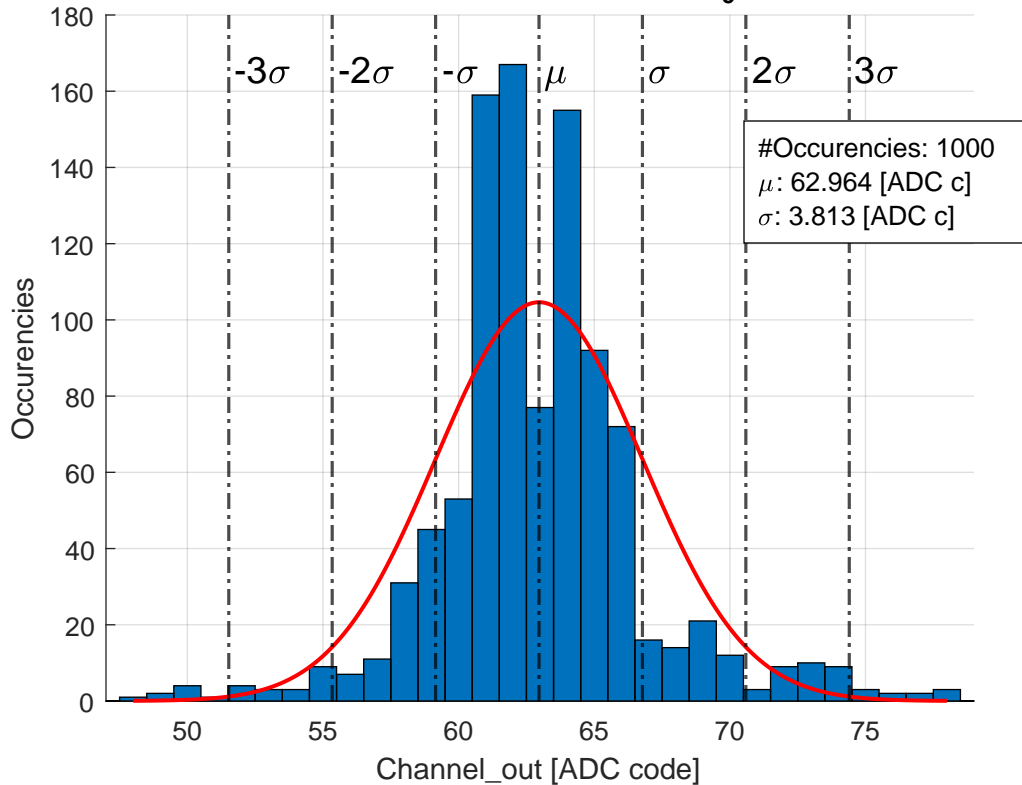 180
160
140
120
100
80
60
40
20
0
Occurencies
-3σ
-2σ
-σ
μ
σ
2σ
3σ
#Occurencies: 1000
μ: 62.964 [ADC c]
σ: 3.813 [ADC c]
50
55
60
65
70
75
Channel_out [ADC code]